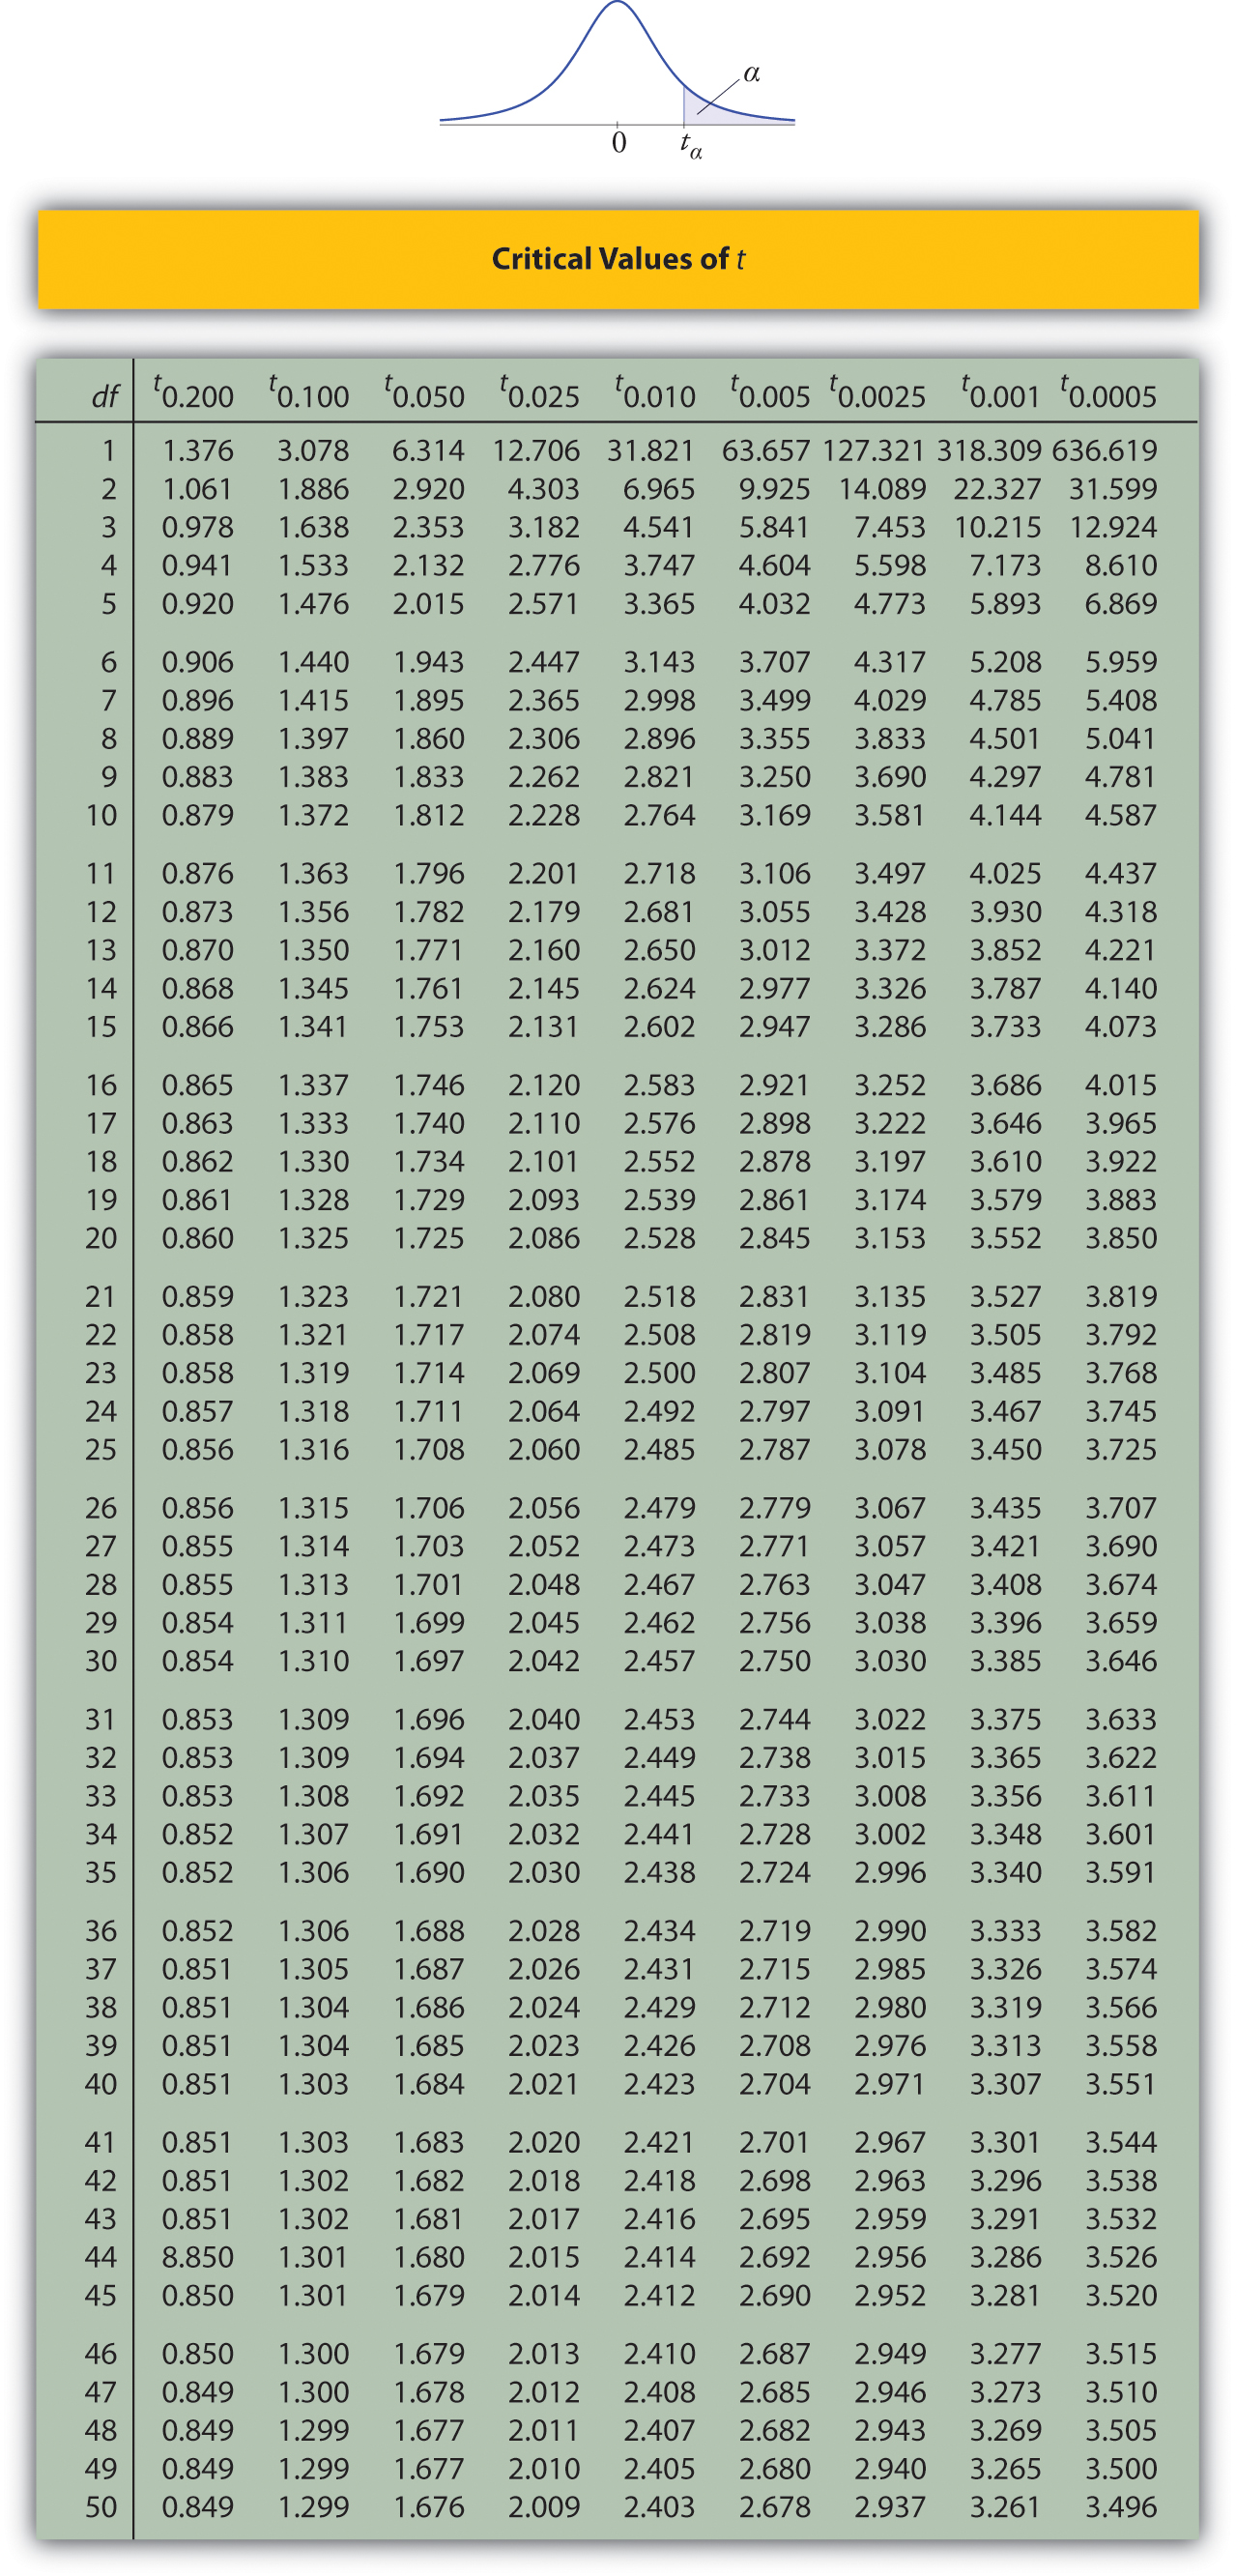 α
0 tα
Critical Values of t
df t0.200 t0.100 t0.050 t0.025 t0.010 t0.005 t0.0025 t0.001 t0.0005
1 1.376 3.078 6.314 12.706 31.821 63.657 127.321 318.309 636.619
2 1.061 1.886 2.920 4.303 6.965 9.925 14.089 22.327 31.599
3 0.978 1.638 2.353 3.182 4.541 5.841 7.453 10.215 12.924
4 0.941 1.533 2.132 2.776 3.747 4.604 5.598 7.173 8.610
5 0.920 1.476 2.015 2.571 3.365 4.032 4.773 5.893 6.869
6 0.906 1.440 1.943 2.447 3.143 3.707 4.317 5.208 5.959
7 0.896 1.415 1.895 2.365 2.998 3.499 4.029 4.785 5.408
8 0.889 1.397 1.860 2.306 2.896 3.355 3.833 4.501 5.041
9 0.883 1.383 1.833 2.262 2.821 3.250 3.690 4.297 4.781
10 0.879 1.372 1.812 2.228 2.764 3.169 3.581 4.144 4.587
11 0.876 1.363 1.796 2.201 2.718 3.106 3.497 4.025 4.437
12 0.873 1.356 1.782 2.179 2.681 3.055 3.428 3.930 4.318
13 0.870 1.350 1.771 2.160 2.650 3.012 3.372 3.852 4.221
14 0.868 1.345 1.761 2.145 2.624 2.977 3.326 3.787 4.140
15 0.866 1.341 1.753 2.131 2.602 2.947 3.286 3.733 4.073
16 0.865 1.337 1.746 2.120 2.583 2.921 3.252 3.686 4.015
17 0.863 1.333 1.740 2.110 2.576 2.898 3.222 3.646 3.965
18 0.862 1.330 1.734 2.101 2.552 2.878 3.197 3.610 3.922
19 0.861 1.328 1.729 2.093 2.539 2.861 3.174 3.579 3.883
20 0.860 1.325 1.725 2.086 2.528 2.845 3.153 3.552 3.850
21 0.859 1.323 1.721 2.080 2.518 2.831 3.135 3.527 3.819
22 0.858 1.321 1.717 2.074 2.508 2.819 3.119 3.505 3.792
23 0.858 1.319 1.714 2.069 2.500 2.807 3.104 3.485 3.768
24 0.857 1.318 1.711 2.064 2.492 2.797 3.091 3.467 3.745
25 0.856 1.316 1.708 2.060 2.485 2.787 3.078 3.450 3.725
26 0.856 1.315 1.706 2.056 2.479 2.779 3.067 3.435 3.707
27 0.855 1.314 1.703 2.052 2.473 2.771 3.057 3.421 3.690
28 0.855 1.313 1.701 2.048 2.467 2.763 3.047 3.408 3.674
29 0.854 1.311 1.699 2.045 2.462 2.756 3.038 3.396 3.659
30 0.854 1.310 1.697 2.042 2.457 2.750 3.030 3.385 3.646
31 0.853 1.309 1.696 2.040 2.453 2.744 3.022 3.375 3.633
32 0.853 1.309 1.694 2.037 2.449 2.738 3.015 3.365 3.622
33 0.853 1.308 1.692 2.035 2.445 2.733 3.008 3.356 3.611
34 0.852 1.307 1.691 2.032 2.441 2.728 3.002 3.348 3.601
35 0.852 1.306 1.690 2.030 2.438 2.724 2.996 3.340 3.591
36 0.852 1.306 1.688 2.028 2.434 2.719 2.990 3.333 3.582
37 0.851 1.305 1.687 2.026 2.431 2.715 2.985 3.326 3.574
38 0.851 1.304 1.686 2.024 2.429 2.712 2.980 3.319 3.566
39 0.851 1.304 1.685 2.023 2.426 2.708 2.976 3.313 3.558
40 0.851 1.303 1.684 2.021 2.423 2.704 2.971 3.307 3.551
41 0.851 1.303 1.683 2.020 2.421 2.701 2.967 3.301 3.544
42 0.851 1.302 1.682 2.018 2.418 2.698 2.963 3.296 3.538
43 0.851 1.302 1.681 2.017 2.416 2.695 2.959 3.291 3.532
44 8.850 1.301 1.680 2.015 2.414 2.692 2.956 3.286 3.526
45 0.850 1.301 1.679 2.014 2.412 2.690 2.952 3.281 3.520
46 0.850 1.300 1.679 2.013 2.410 2.687 2.949 3.277 3.515
47 0.849 1.300 1.678 2.012 2.408 2.685 2.946 3.273 3.510
48 0.849 1.299 1.677 2.011 2.407 2.682 2.943 3.269 3.505
49 0.849 1.299 1.677 2.010 2.405 2.680 2.940 3.265 3.500
50 0.849 1.299 1.676 2.009 2.403 2.678 2.937 3.261 3.496